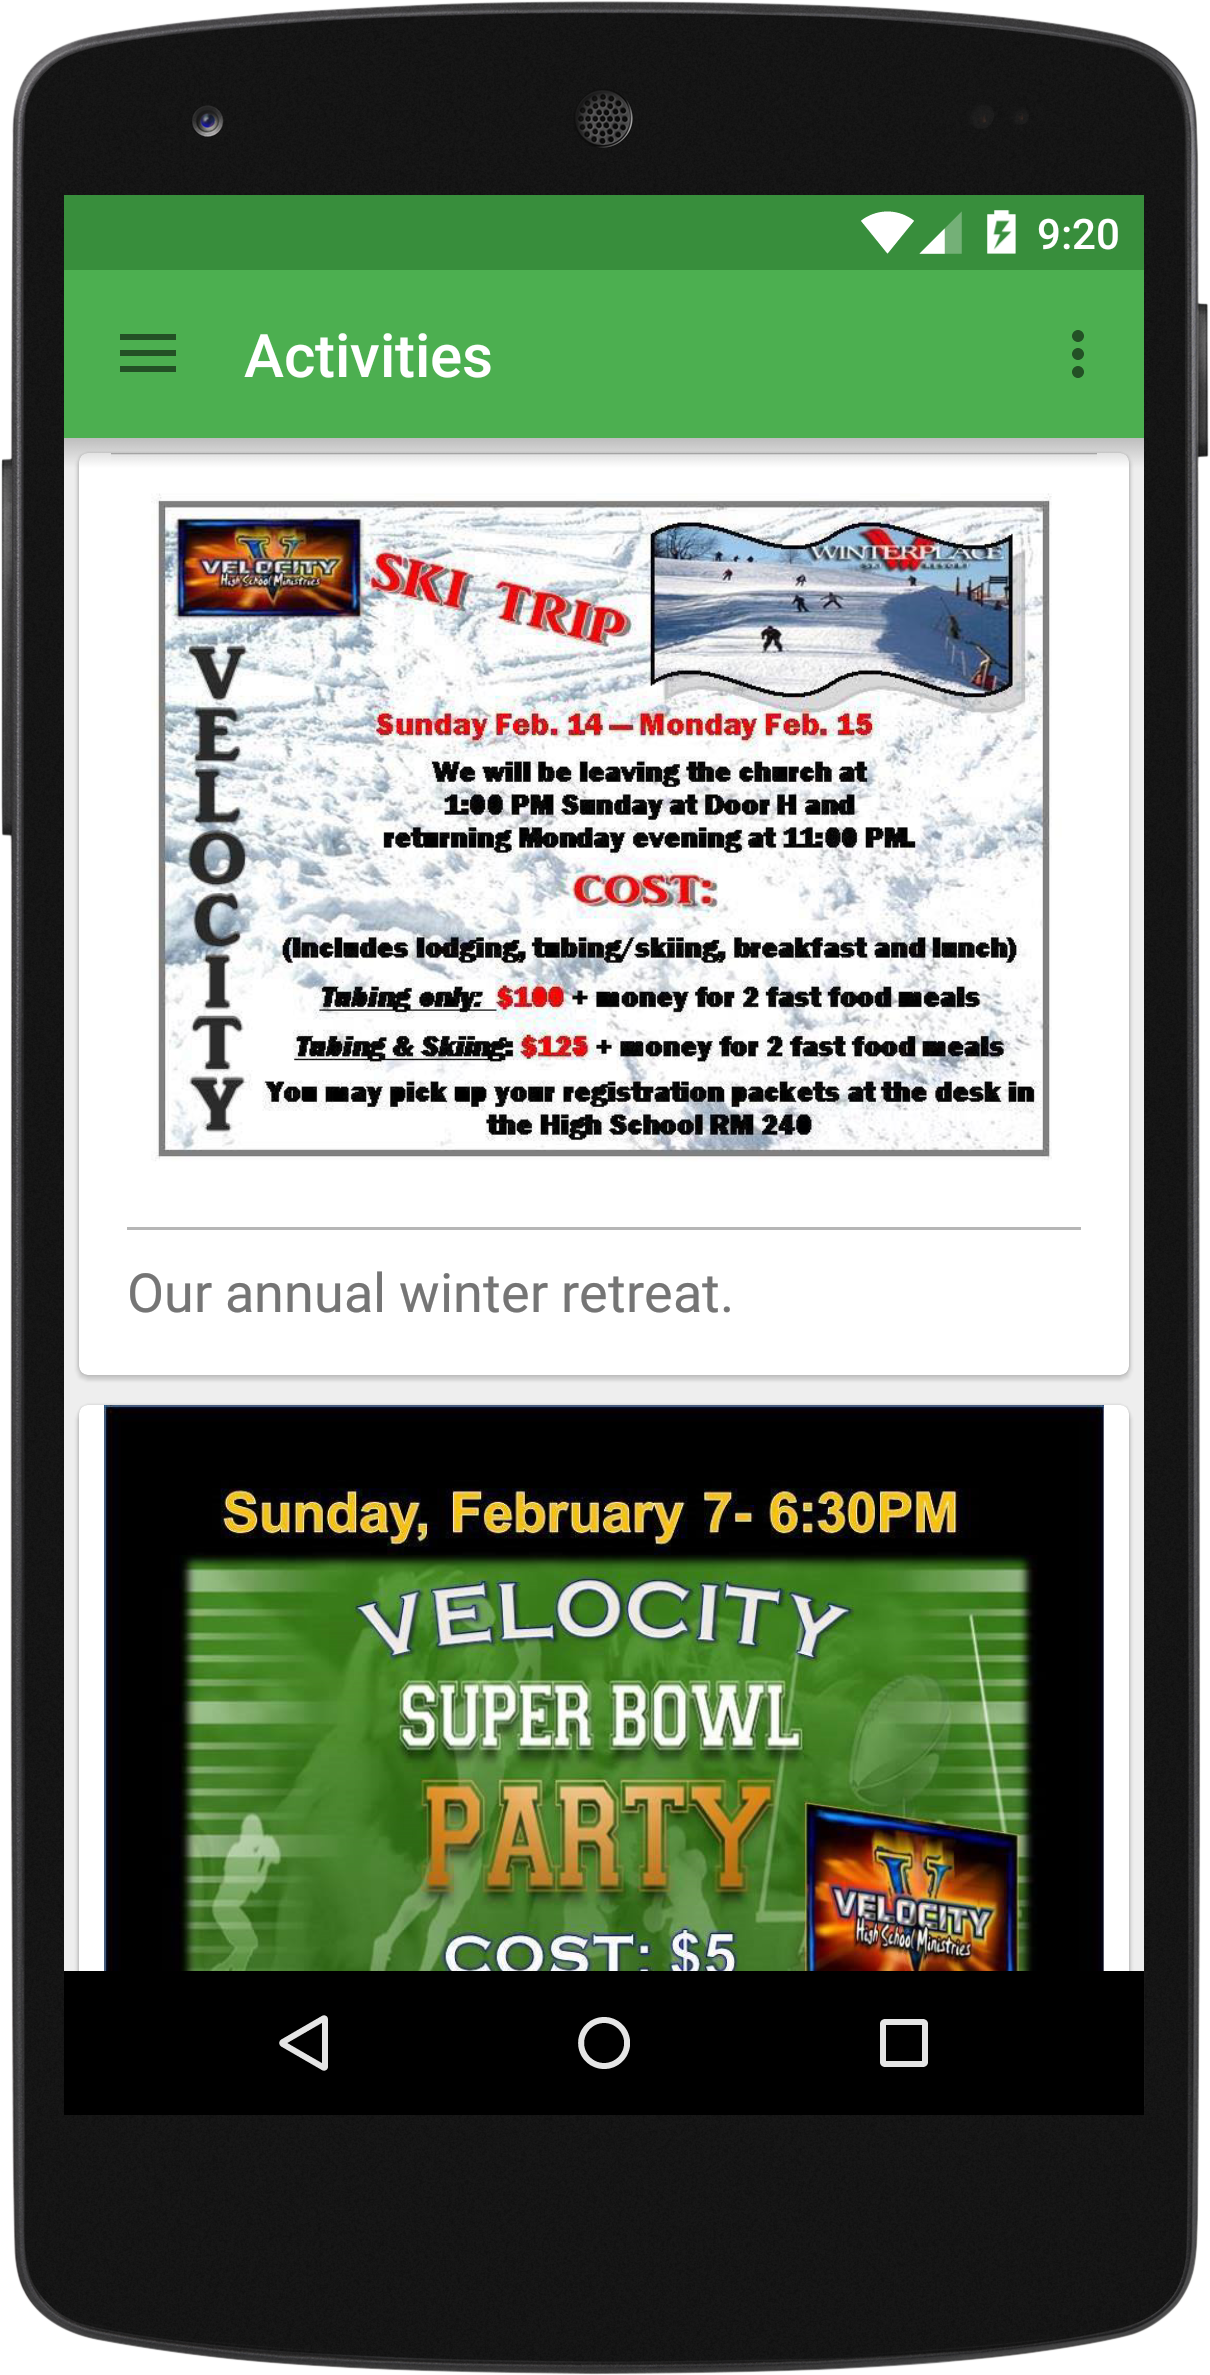 9:20
Activities
VELOCITY
High School Ministries
SKI TRIP
WINTERPLACE
SKI RESORT
VELOCITY
Sunday Feb. 14 — Monday Feb. 15
We will be leaving the church at
1:00 PM Sunday at Door H and
returning Monday evening at 11:00 PM.
COST:
(Includes lodging, tubing/skiing, breakfast and lunch)
Tubing only: $100 + money for 2 fast food meals
Tubing & Skiing: $125 + money for 2 fast food meals
You may pick up your registration packets at the desk in
the High School RM 240
Our annual winter retreat.
Sunday, February 7- 6:30PM
VELOCITY
SUPER BOWL
PARTY
COST: $5
VELOCITY
High School Ministries